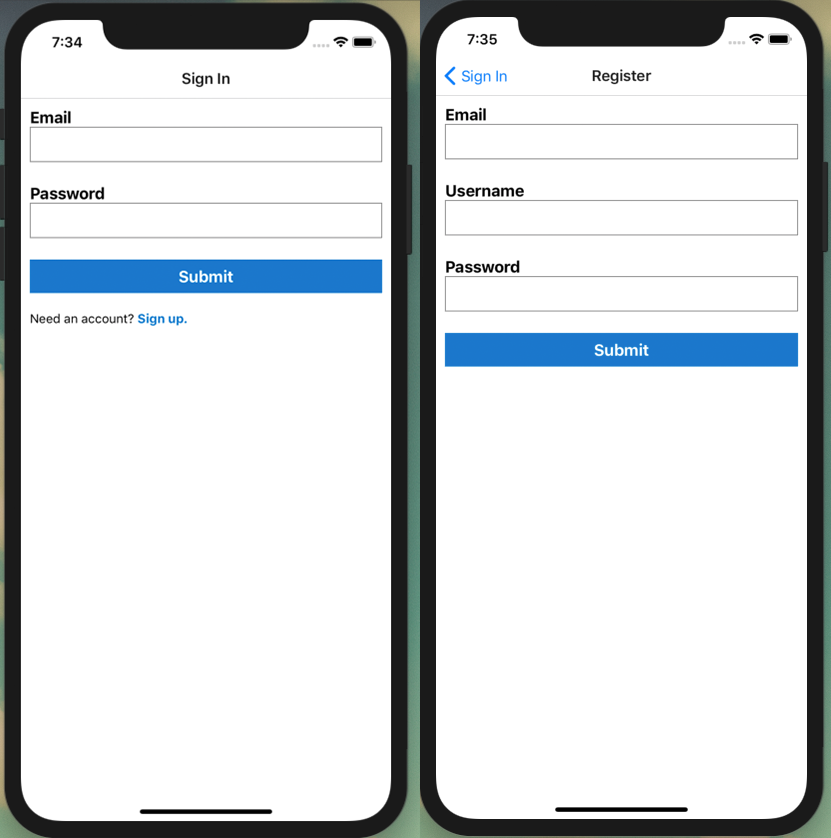 7:34
Sign In
Email
Password
Submit
Need an account? Sign up.
7:35
Sign In
Register
Email
Username
Password
Submit